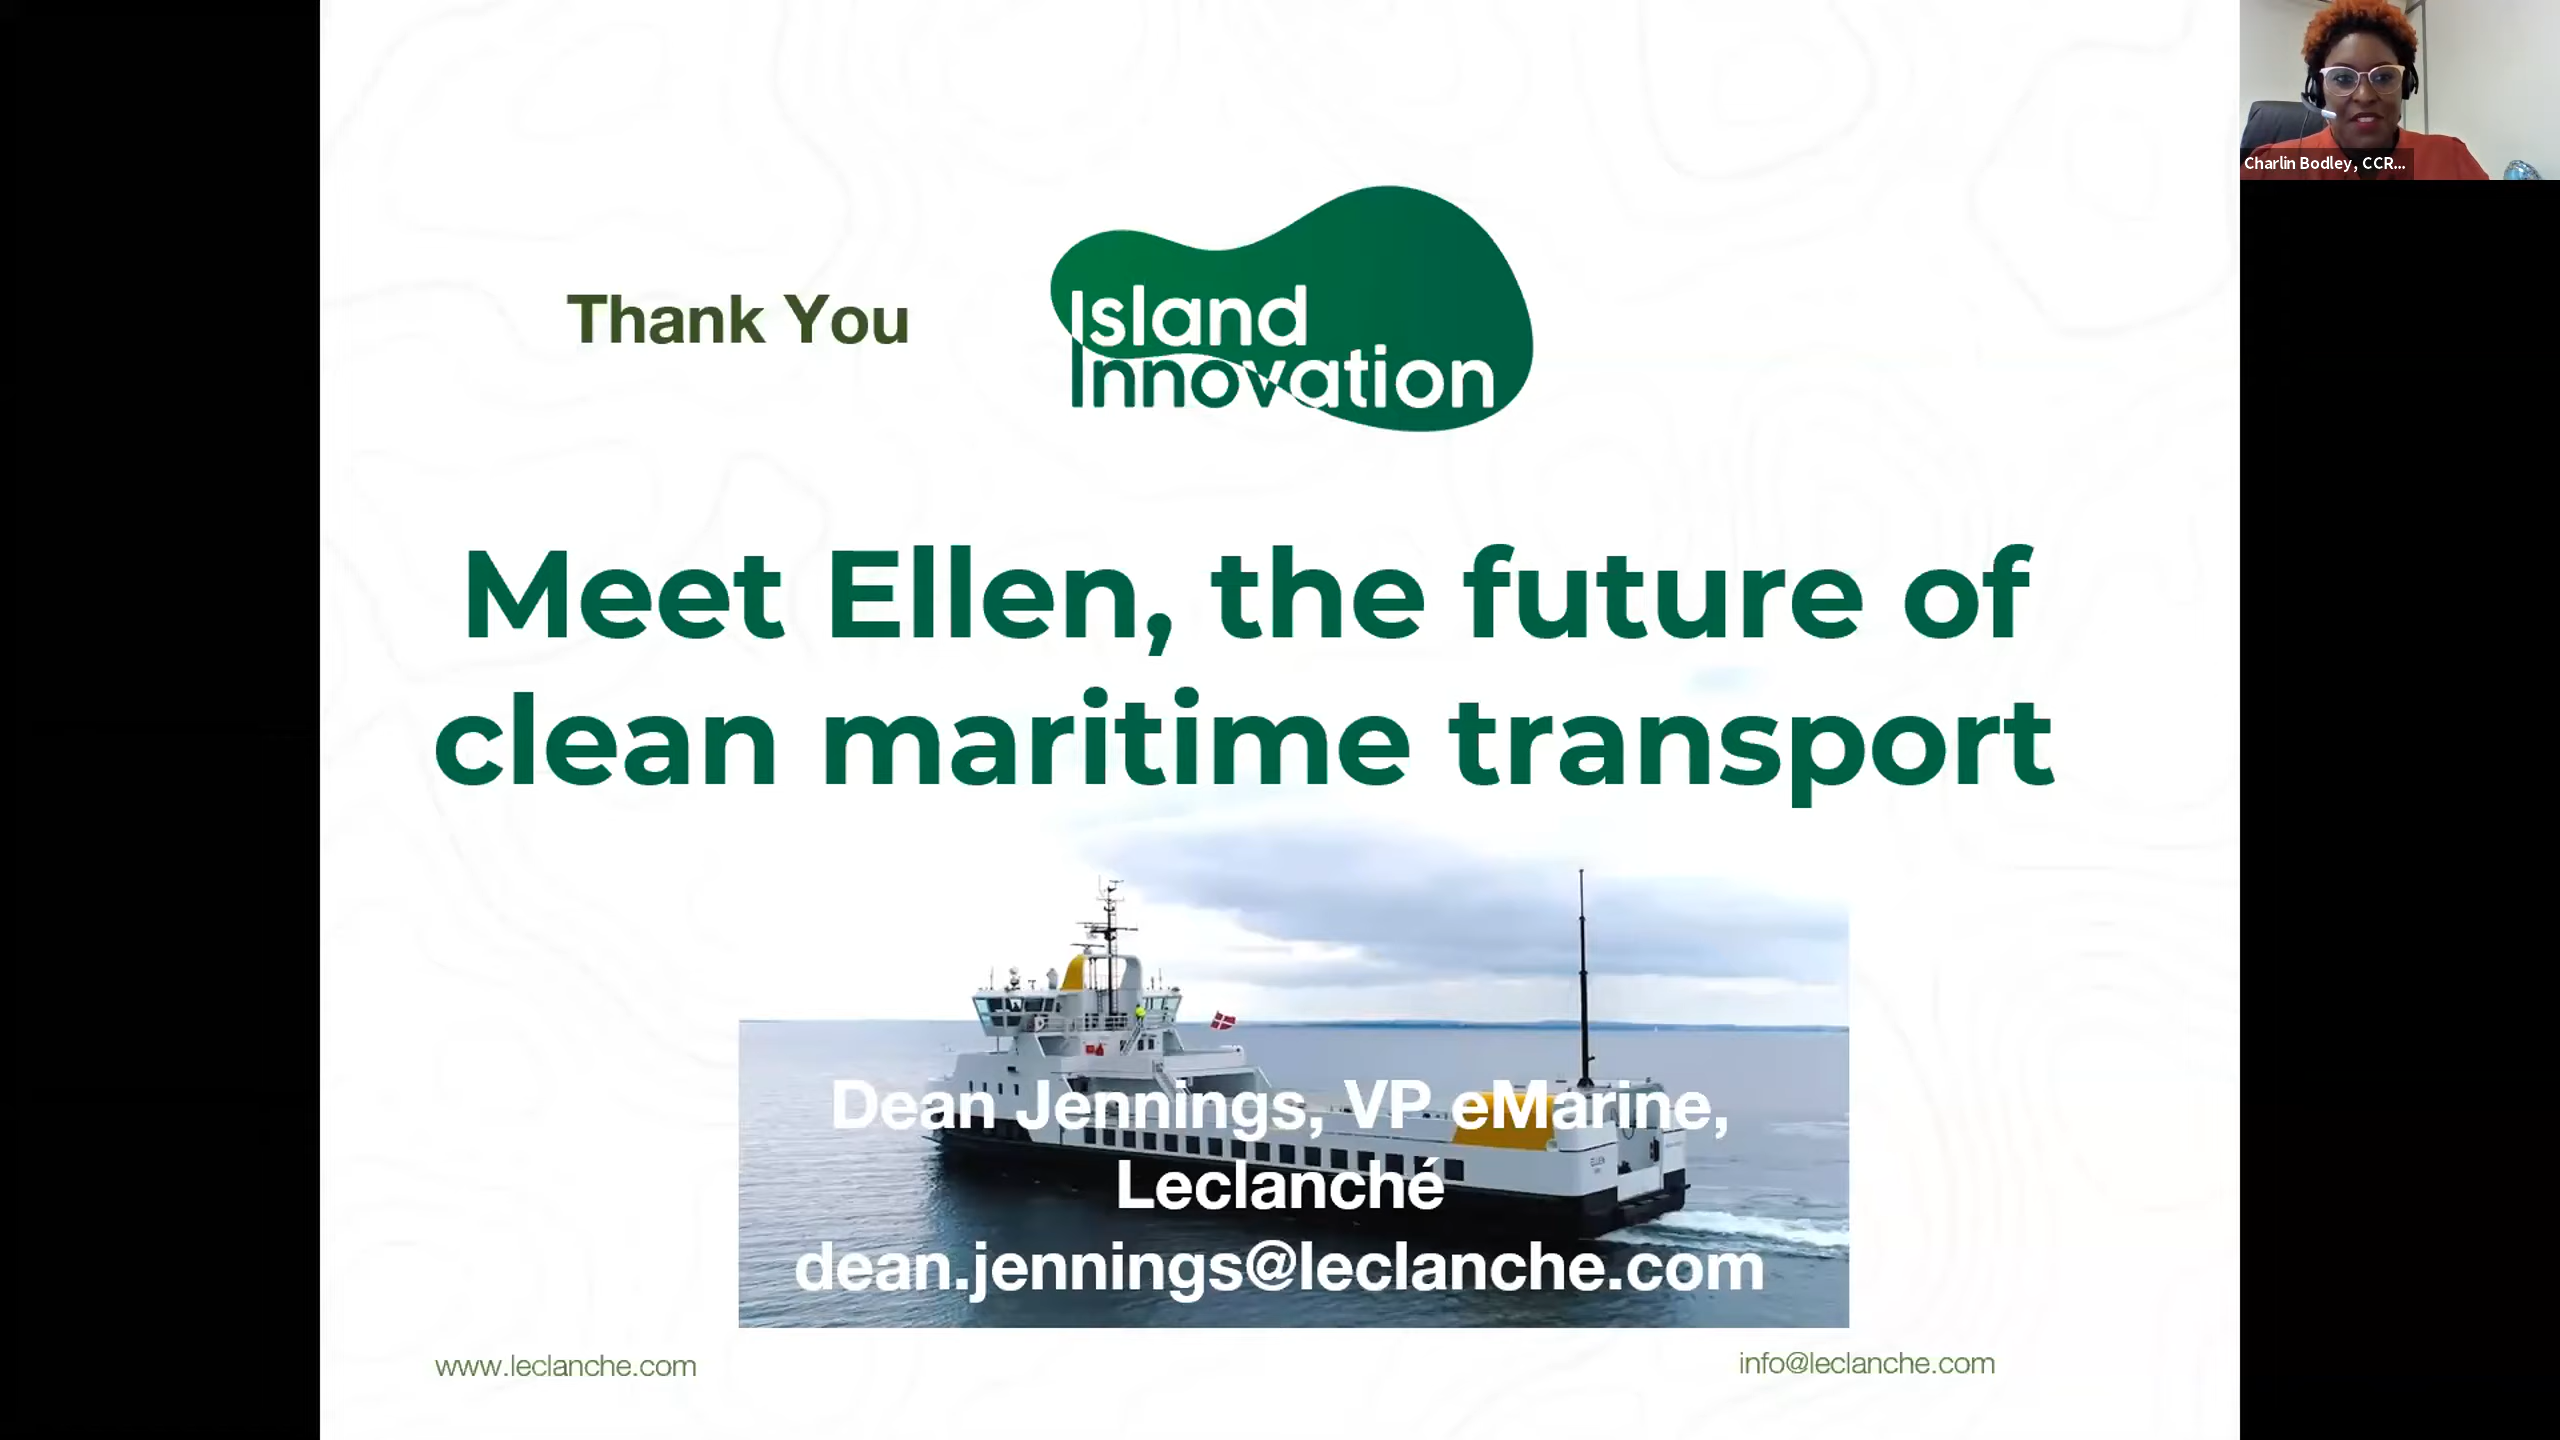 Charlin Bodley, CCR...
Thank You
Island
Innovation
Meet Ellen, the future of
clean maritime transport
Dean Jennings, VP eMarine,
Leclanché
dean.jennings@leclanche.com
ELLEN
www.leclanche.com
info@leclanche.com